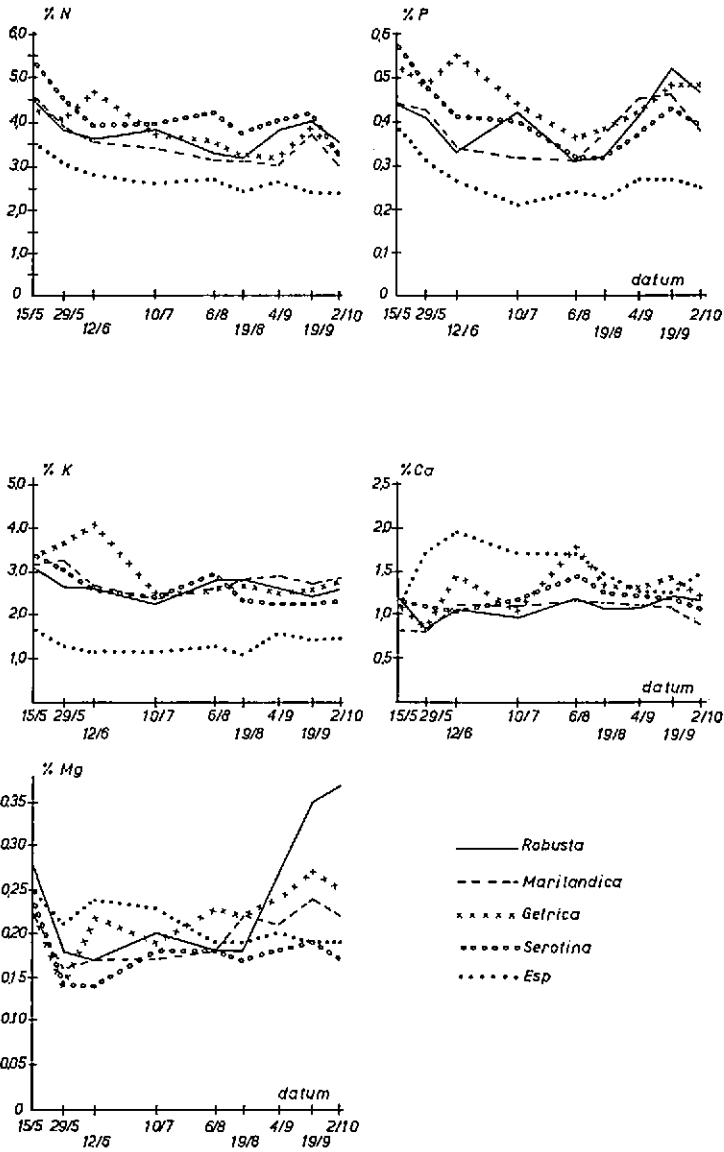 % N
6,0
5,0
4,0
3,0
2,0
1,0
0
15/5 29/5 12/6 10/7 6/8 19/8 4/9 19/9 2/10
% P
0,6
0,5
0,4
0,3
0,2
0,1
0
datum
15/5 29/5 12/6 10/7 6/8 19/8 4/9 19/9 2/10
% K
5,0
4,0
3,0
2,0
1,0
15/5 29/5 12/6 10/7 6/8 19/8 4/9 19/9 2/10
% Ca
2,5
2,0
1,5
1,0
0,5
datum
15/5 29/5 12/6 10/7 6/8 19/8 4/9 19/9 2/10
% Mg
0,35
0,30
0,25
0,20
0,15
0,10
0,05
0
datum
15/5 29/5 12/6 10/7 6/8 19/8 4/9 19/9 2/10
Robusta
Marilandica
Gelrica
Serotina
Esp